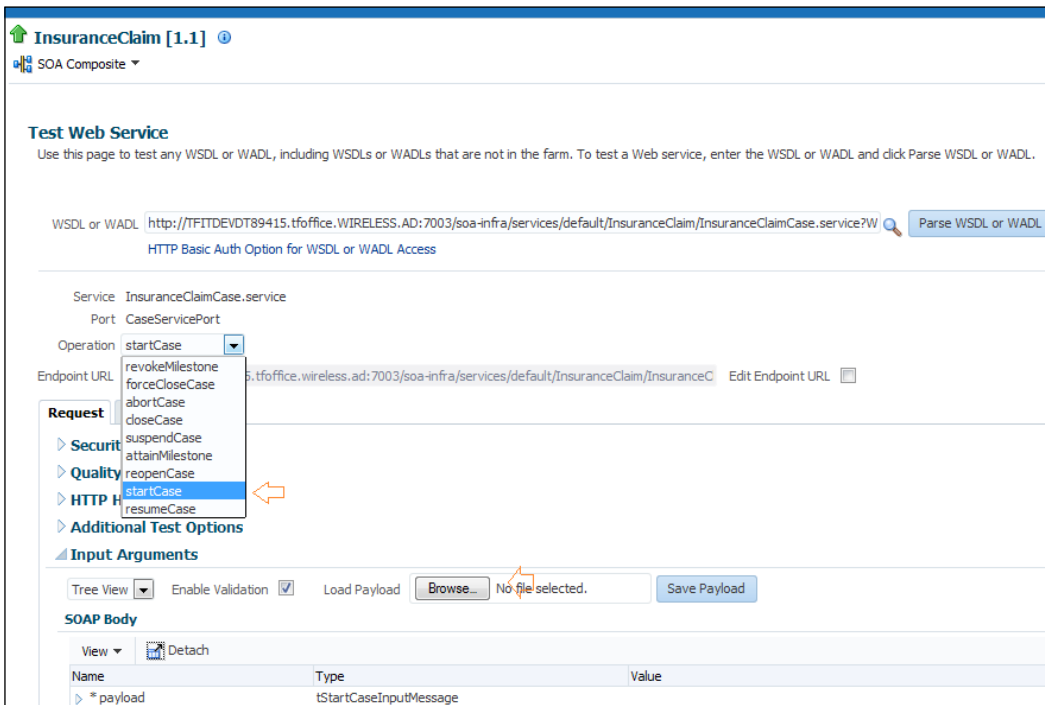 InsuranceClaim [1.1]
SOA Composite
Test Web Service
Use this page to test any WSDL or WADL, including WSDLs or WADLs that are not in the farm. To test a Web service, enter the WSDL or WADL and click Parse WSDL or WADL.
WSDL or WADL http://TFITDEVDT89415.tfoffice.WIRELESS.AD:7003/soa-infra/services/default/InsuranceClaim/InsuranceClaimCase.service?W Parse WSDL or WADL
HTTP Basic Auth Option for WSDL or WADL Access
Service InsuranceClaimCase.service
Port CaseServicePort
Operation startCase
revokeMilestone
Endpoint URL 5.tfoffice.wireless.ad:7003/soa-infra/services/default/InsuranceClaim/InsuranceC Edit Endpoint URL
forceCloseCase
abortCase
Request closeCase
suspendCase
Securit attainMilestone
Quality reopenCase
HTTP H startCase
resumeCase
Additional Test Options
Input Arguments
Tree View Enable Validation Load Payload Browse... No file selected. Save Payload
SOAP Body
View Detach
Name Type Value
* payload tStartCaseInputMessage